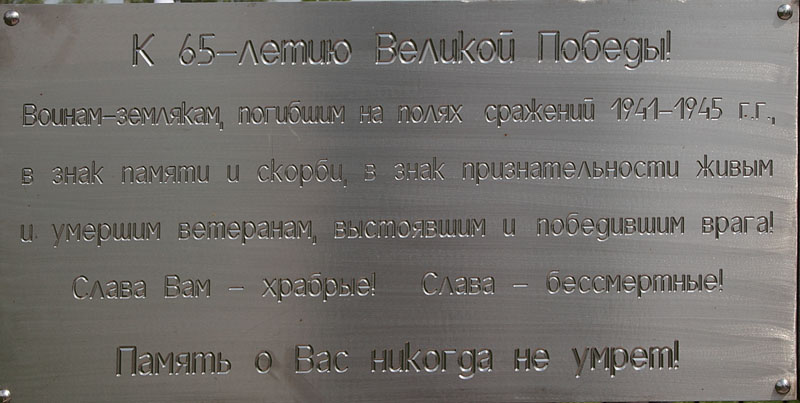 К 65-летию Великой Победы!
Воинам-землякам, погибшим на полях сражений 1941-1945 г.г.,
в знак памяти и скорби, в знак признательности живым
и умершим ветеранам, выстоявшим и победившим врага!
Слава Вам - храбрые! Слава - бессмертные!
Память о Вас никогда не умрет!